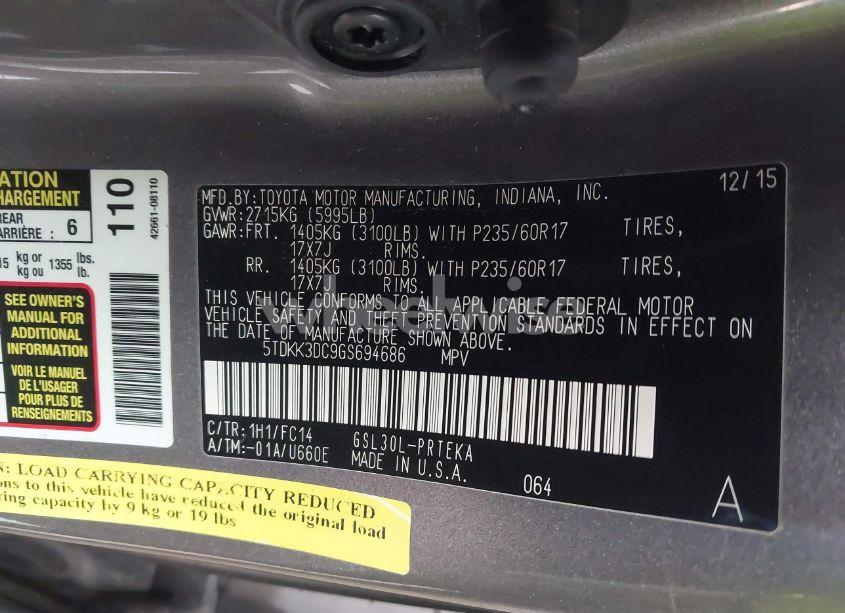 ATION
CHARGEMENT
REAR
ARRIÈRE : 6
15 kg or 1355 lbs.
kg ou lb.
SEE OWNER'S
MANUAL FOR
ADDITIONAL
INFORMATION
VOIR LE MANUEL
DE L'USAGER
POUR PLUS DE
RENSEIGNEMENTS
110
42661-08110
MFD.BY:TOYOTA MOTOR MANUFACTURING, INDIANA, INC. 12/15
GVWR:2715KG (5995LB)
GAWR:FRT. 1405KG (3100LB) WITH P235/60R17 TIRES,
17X7J RIMS.
RR. 1405KG (3100LB) WITH P235/60R17 TIRES,
17X7J RIMS.
THIS VEHICLE CONFORMS TO ALL APPLICABLE FEDERAL MOTOR
VEHICLE SAFETY AND THEFT PREVENTION STANDARDS IN EFFECT ON
THE DATE OF MANUFACTURE SHOWN ABOVE.
5TDKK3DC9GS694686 MPV
C/TR:1H1/FC14 GSL30L-PRTEKA
A/TM:-01A/U660E MADE IN U.S.A. 064
A
N: LOAD CARRYING CAPACITY REDUCED
ons to this vehicle have reduced the original load
ying capacity by 9 kg or 19 lbs